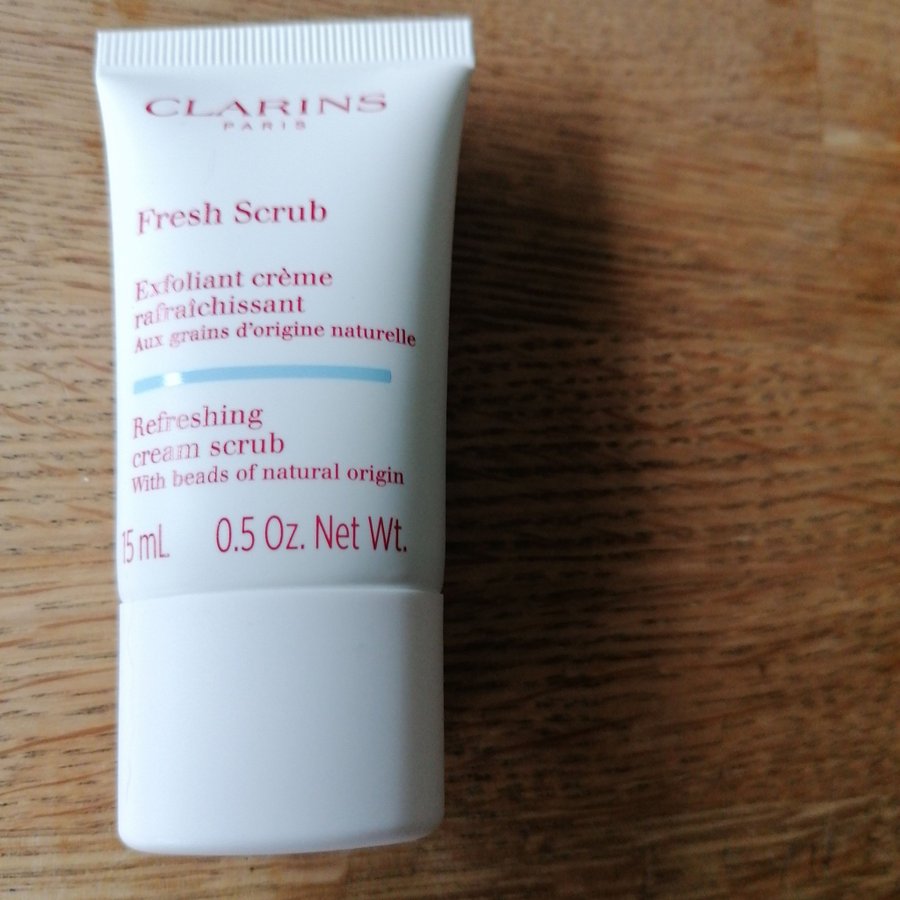 CLARINS
PARIS
Fresh Scrub
Exfoliant crème
rafraîchissant
Aux grains d'origine naturelle
Refreshing
cream scrub
With beads of natural origin
15 mL 0.5 Oz. Net Wt.